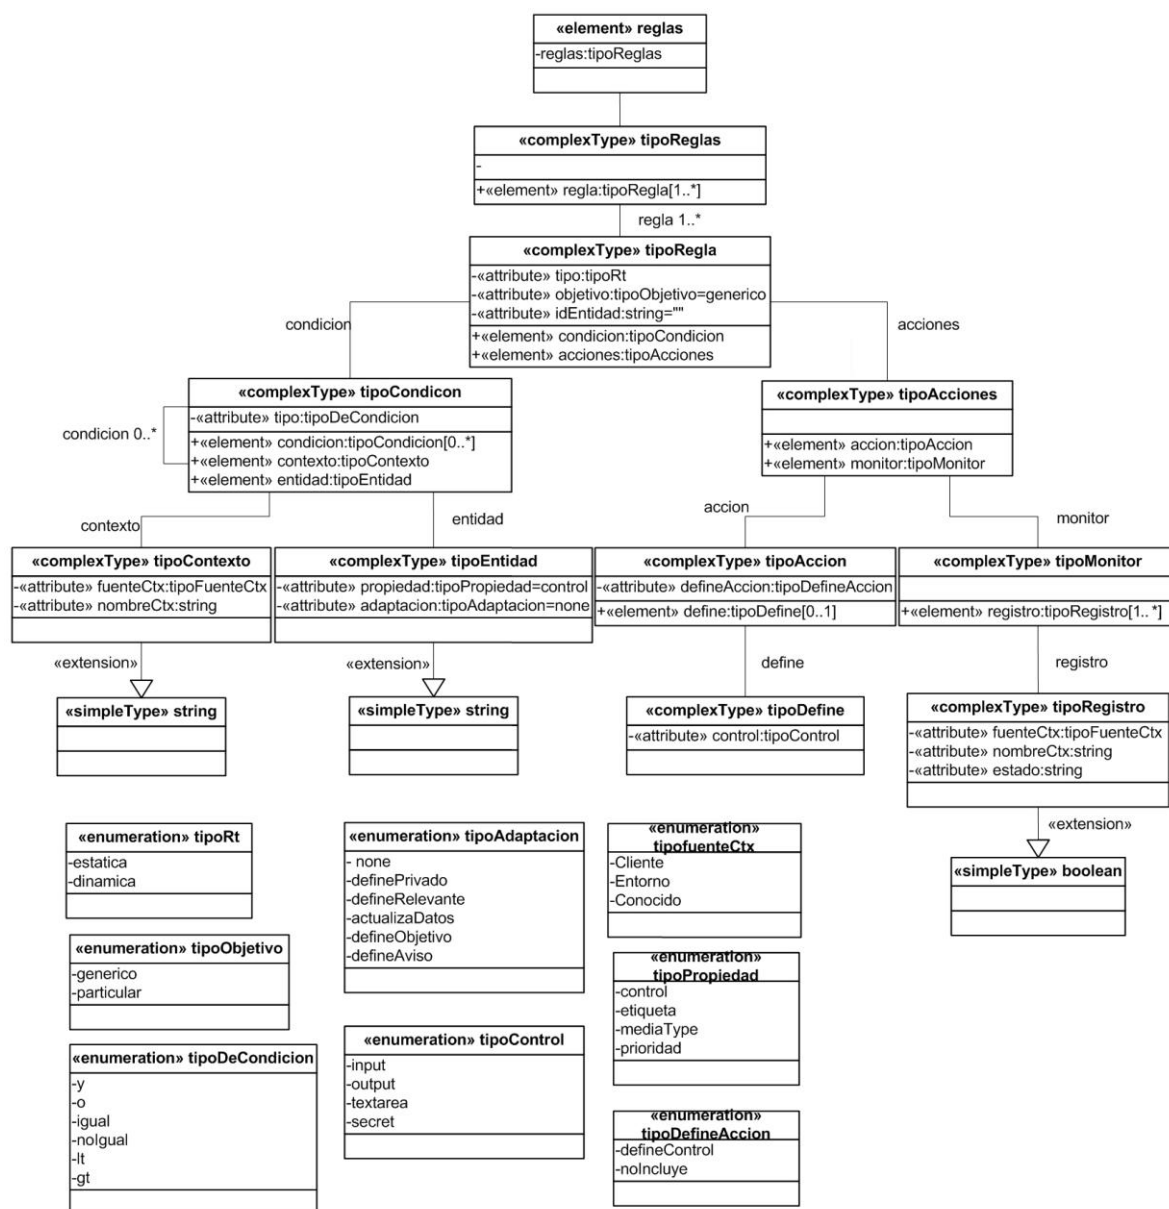 «element» reglas
-reglas:tipoReglas
«complexType» tipoReglas
-
+«element» regla:tipoRegla[1..*]
regla 1..*
«complexType» tipoRegla
-«attribute» tipo:tipoRt
-«attribute» objetivo:tipoObjetivo=generico
-«attribute» idEntidad:string=""
+«element» condicion:tipoCondicion
+«element» acciones:tipoAcciones
condicion
acciones
«complexType» tipoCondicon
-«attribute» tipo:tipoDeCondicion
+«element» condicion:tipoCondicion[0..*]
+«element» contexto:tipoContexto
+«element» entidad:tipoEntidad
condicion 0..*
«complexType» tipoAcciones
+«element» accion:tipoAccion
+«element» monitor:tipoMonitor
contexto
entidad
accion
monitor
«complexType» tipoContexto
-«attribute» fuenteCtx:tipoFuenteCtx
-«attribute» nombreCtx:string
«complexType» tipoEntidad
-«attribute» propiedad:tipoPropiedad=control
-«attribute» adaptacion:tipoAdaptacion=none
«complexType» tipoAccion
-«attribute» defineAccion:tipoDefineAccion
+«element» define:tipoDefine[0..1]
«complexType» tipoMonitor
+«element» registro:tipoRegistro[1..*]
«extension»
«extension»
define
registro
«simpleType» string
«simpleType» string
«complexType» tipoDefine
-«attribute» control:tipoControl
«complexType» tipoRegistro
-«attribute» fuenteCtx:tipoFuenteCtx
-«attribute» nombreCtx:string
-«attribute» estado:string
«extension»
«simpleType» boolean
«enumeration» tipoRt
-estatica
-dinamica
«enumeration» tipoObjetivo
-generico
-particular
«enumeration» tipoDeCondicion
-y
-o
-igual
-noIgual
-lt
-gt
«enumeration» tipoAdaptacion
- none
-definePrivado
-defineRelevante
-actualizaDatos
-defineObjetivo
-defineAviso
«enumeration» tipoControl
-input
-output
-textarea
-secret
«enumeration»
tipofuenteCtx
-Cliente
-Entorno
-Conocido
«enumeration»
tipoPropiedad
-control
-etiqueta
-mediaType
-prioridad
«enumeration»
tipoDefineAccion
-defineControl
-noIncluye